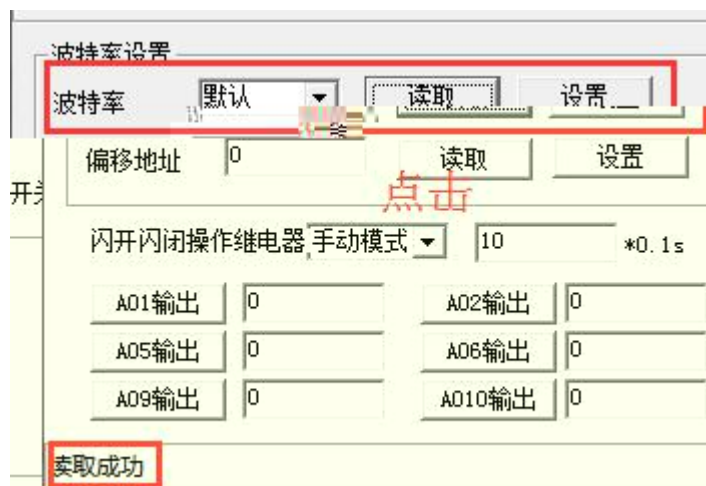 波特率设置
波特率 默认 读取 设置
偏移地址 0 读取 设置
点击
闪开闪闭操作继电器 手动模式 10 *0.1s
A01输出 0 A02输出 0
A05输出 0 A06输出 0
A09输出 0 A010输出 0
读取成功